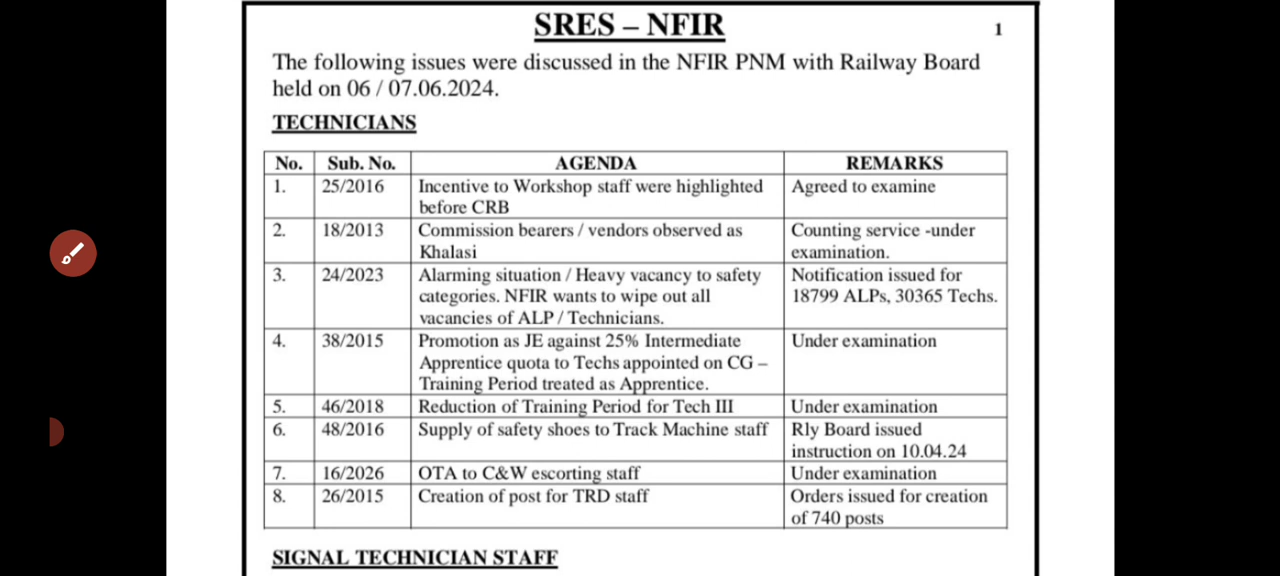 SRES – NFIR
1
The following issues were discussed in the NFIR PNM with Railway Board
held on 06 / 07.06.2024.
TECHNICIANS
No. Sub. No. AGENDA REMARKS
1. 25/2016 Incentive to Workshop staff were highlighted Agreed to examine
before CRB
2. 18/2013 Commission bearers / vendors observed as Counting service -under
Khalasi examination.
3. 24/2023 Alarming situation / Heavy vacancy to safety Notification issued for
categories. NFIR wants to wipe out all 18799 ALPs, 30365 Techs.
vacancies of ALP / Technicians.
4. 38/2015 Promotion as JE against 25% Intermediate Under examination
Apprentice quota to Techs appointed on CG –
Training Period treated as Apprentice.
5. 46/2018 Reduction of Training Period for Tech III Under examination
6. 48/2016 Supply of safety shoes to Track Machine staff Rly Board issued
instruction on 10.04.24
7. 16/2026 OTA to C&W escorting staff Under examination
8. 26/2015 Creation of post for TRD staff Orders issued for creation
of 740 posts
SIGNAL TECHNICIAN STAFF